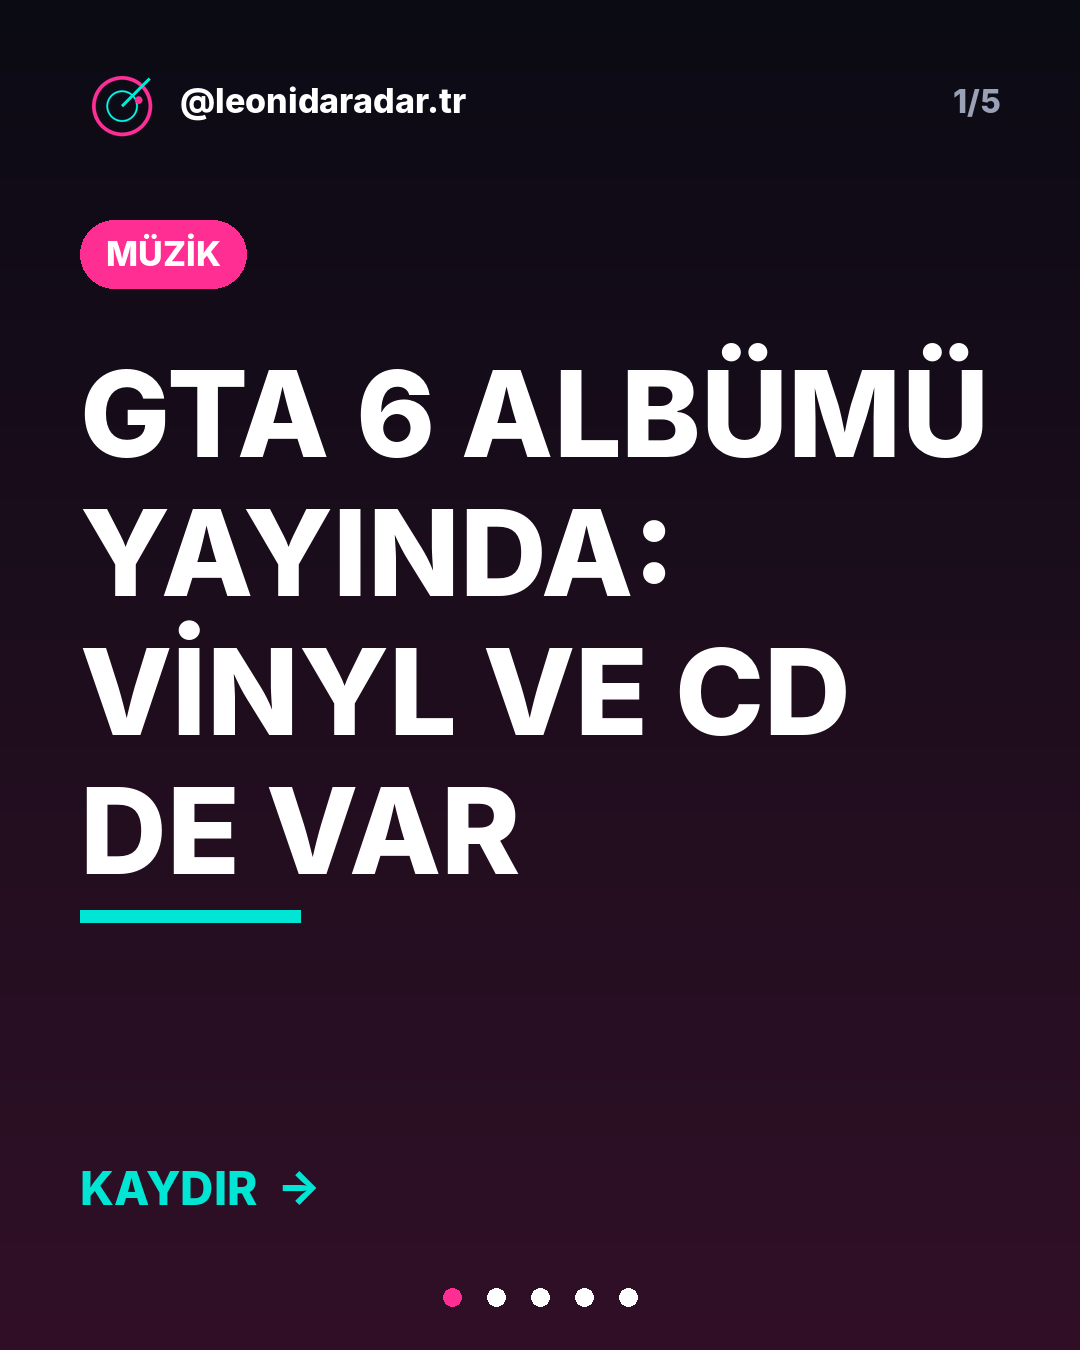 @leonidaradar.tr
1/5
MÜZİK
GTA 6 ALBÜMÜ
YAYINDA:
VİNYL VE CD
DE VAR
KAYDIR →